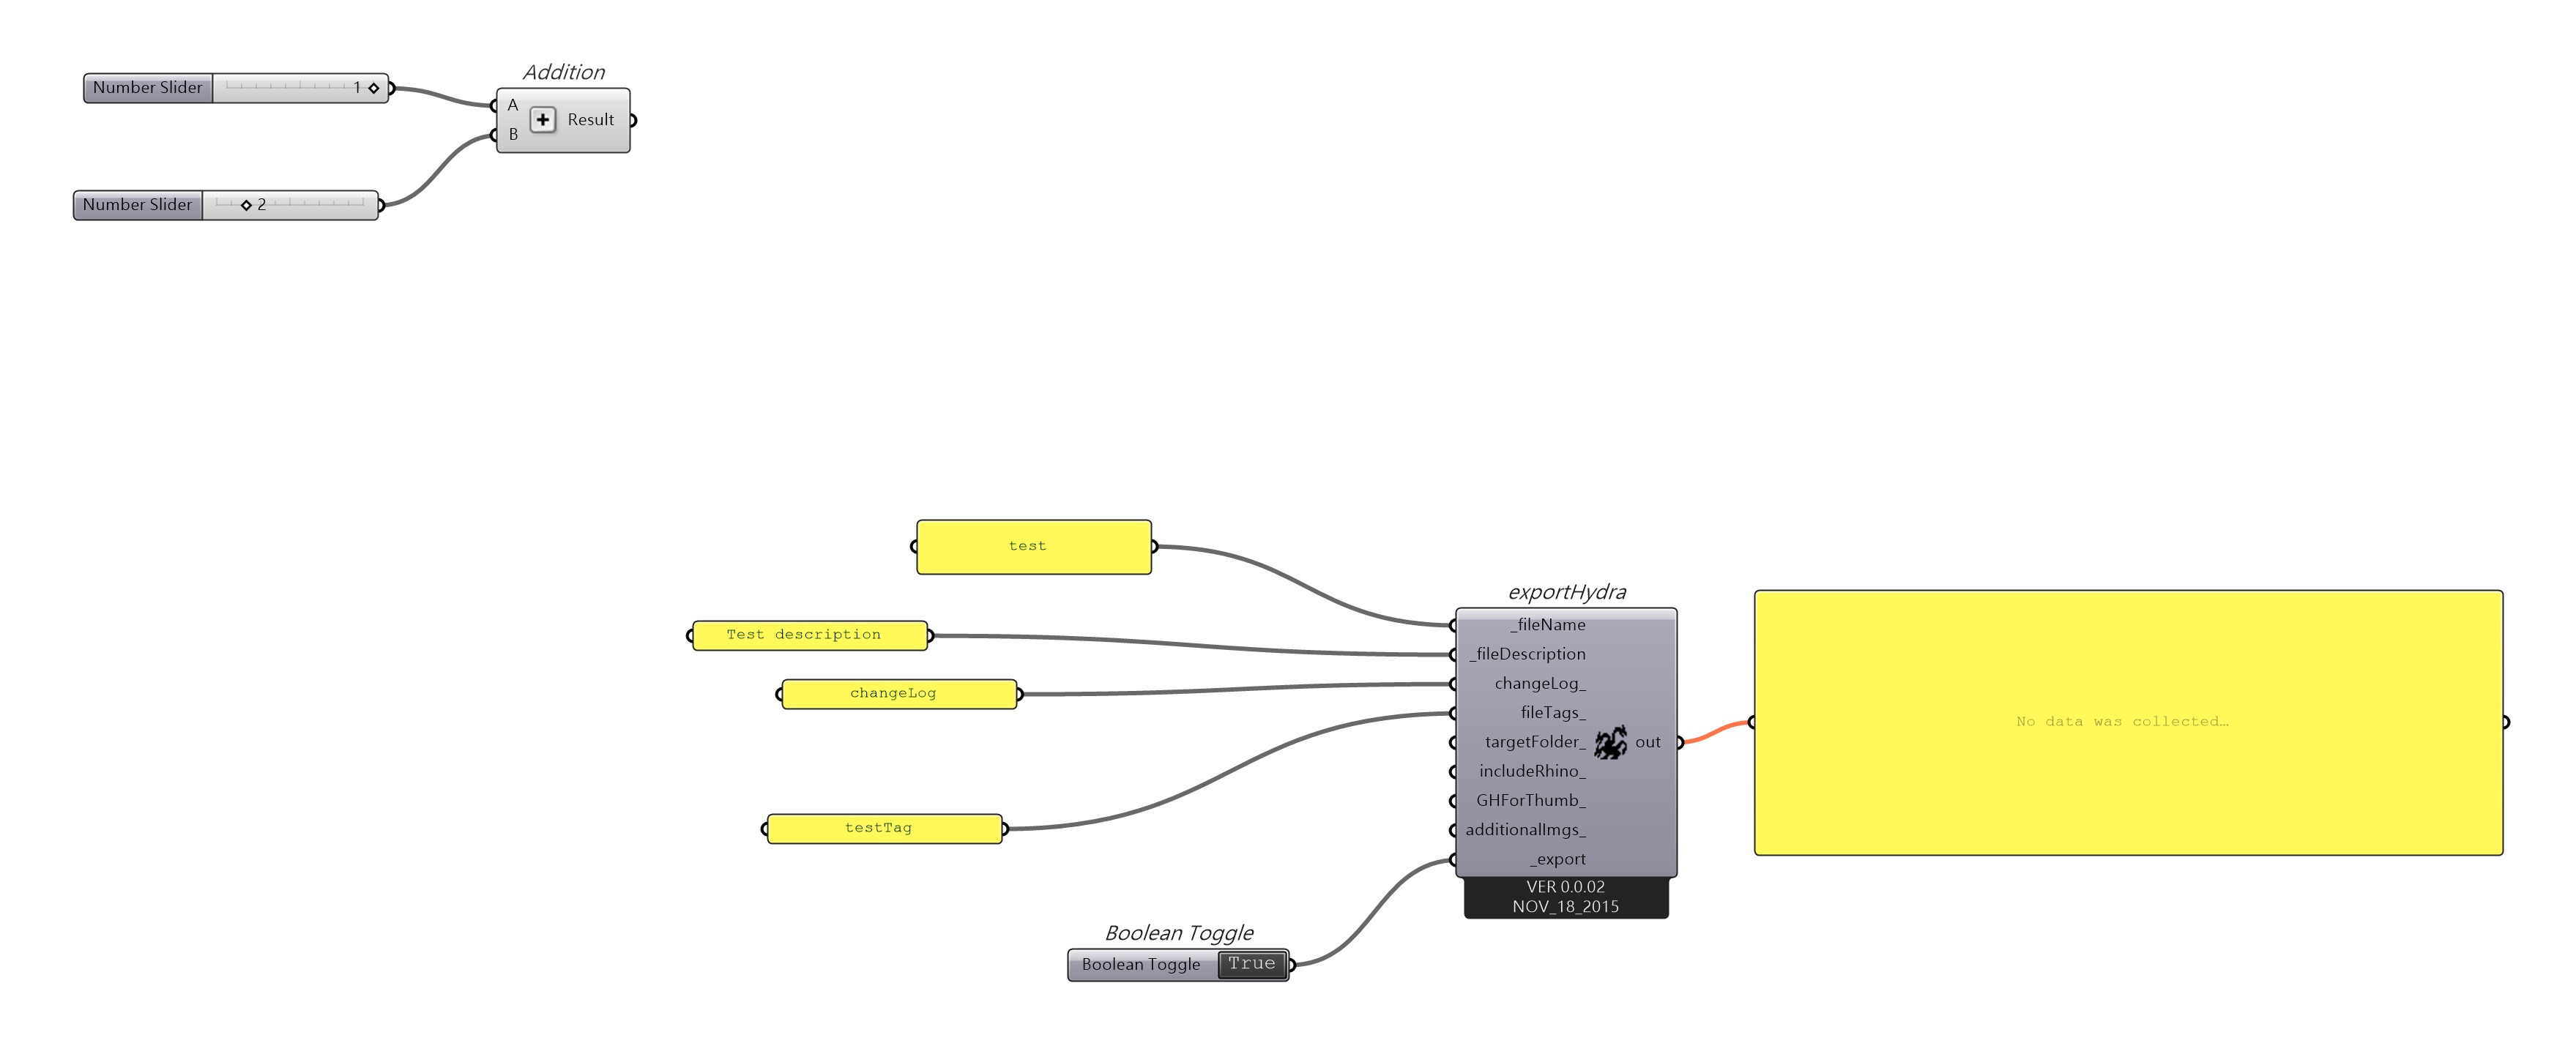 Addition
Number Slider 1
A
Result
B
Number Slider 2
test
exportHydra
_fileName
Test description
_fileDescription
changeLog
changeLog_
fileTags_
No data was collected…
targetFolder_
out
includeRhino_
GHForThumb_
testTag
additionalImgs_
_export
VER 0.0.02
NOV_18_2015
Boolean Toggle
Boolean Toggle True